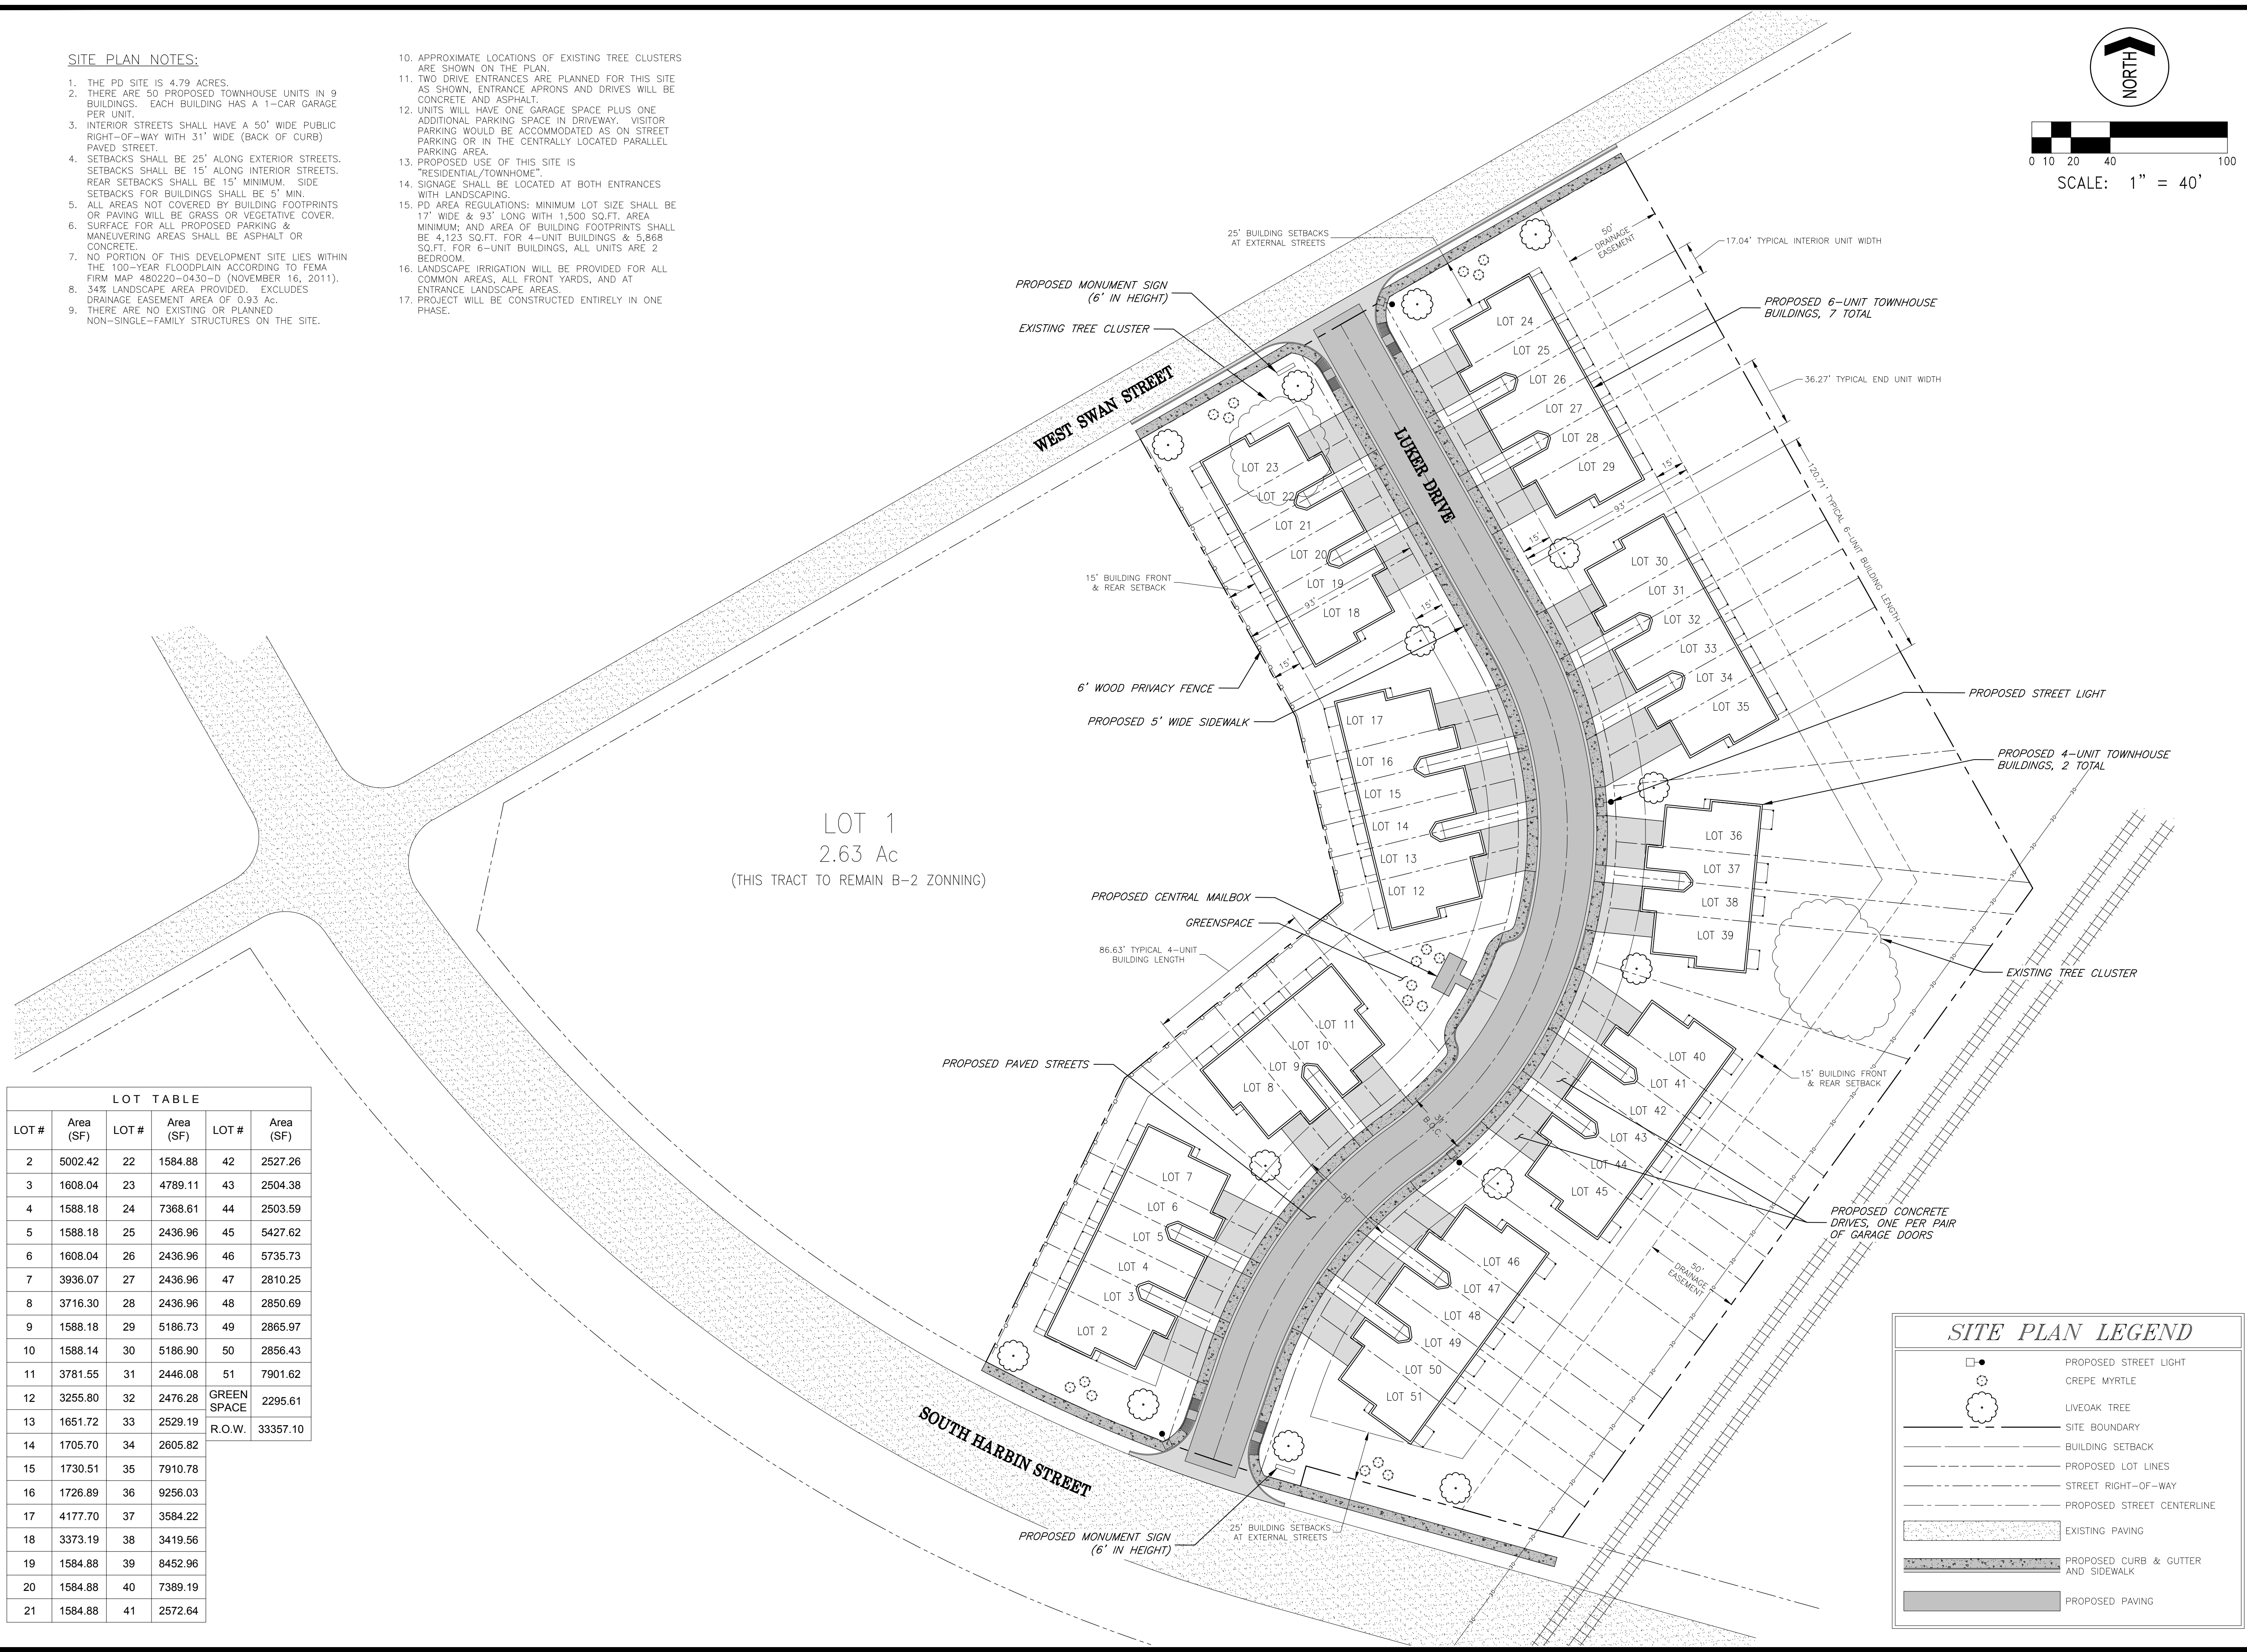 SITE PLAN NOTES:
1. THE PD SITE IS 4.79 ACRES.
2. THERE ARE 50 PROPOSED TOWNHOUSE UNITS IN 9
BUILDINGS. EACH BUILDING HAS A 1-CAR GARAGE
PER UNIT.
3. INTERIOR STREETS SHALL HAVE A 50' WIDE PUBLIC
RIGHT-OF-WAY WITH 31' WIDE (BACK OF CURB)
PAVED STREET.
4. SETBACKS SHALL BE 25' ALONG EXTERIOR STREETS.
SETBACKS SHALL BE 15' ALONG INTERIOR STREETS.
REAR SETBACKS SHALL BE 15' MINIMUM. SIDE
SETBACKS FOR BUILDINGS SHALL BE 5' MIN.
5. ALL AREAS NOT COVERED BY BUILDING FOOTPRINTS
OR PAVING WILL BE GRASS OR VEGETATIVE COVER.
6. SURFACE FOR ALL PROPOSED PARKING &
MANEUVERING AREAS SHALL BE ASPHALT OR
CONCRETE.
7. NO PORTION OF THIS DEVELOPMENT SITE LIES WITHIN
THE 100-YEAR FLOODPLAIN ACCORDING TO FEMA
FIRM MAP 480220-0430-D (NOVEMBER 16, 2011).
8. 34% LANDSCAPE AREA PROVIDED. EXCLUDES
DRAINAGE EASEMENT AREA OF 0.93 Ac.
9. THERE ARE NO EXISTING OR PLANNED
NON-SINGLE-FAMILY STRUCTURES ON THE SITE.
10. APPROXIMATE LOCATIONS OF EXISTING TREE CLUSTERS
ARE SHOWN ON THE PLAN.
11. TWO DRIVE ENTRANCES ARE PLANNED FOR THIS SITE
AS SHOWN, ENTRANCE APRONS AND DRIVES WILL BE
CONCRETE AND ASPHALT.
12. UNITS WILL HAVE ONE GARAGE SPACE PLUS ONE
ADDITIONAL PARKING SPACE IN DRIVEWAY. VISITOR
PARKING WOULD BE ACCOMMODATED AS ON STREET
PARKING OR IN THE CENTRALLY LOCATED PARALLEL
PARKING AREA.
13. PROPOSED USE OF THIS SITE IS
"RESIDENTIAL/TOWNHOME".
14. SIGNAGE SHALL BE LOCATED AT BOTH ENTRANCES
WITH LANDSCAPING.
15. PD AREA REGULATIONS: MINIMUM LOT SIZE SHALL BE
17' WIDE & 93' LONG WITH 1,500 SQ.FT. AREA
MINIMUM; AND AREA OF BUILDING FOOTPRINTS SHALL
BE 4,123 SQ.FT. FOR 4-UNIT BUILDINGS & 5,868
SQ.FT. FOR 6-UNIT BUILDINGS, ALL UNITS ARE 2
BEDROOM.
16. LANDSCAPE IRRIGATION WILL BE PROVIDED FOR ALL
COMMON AREAS, ALL FRONT YARDS, AND AT
ENTRANCE LANDSCAPE AREAS.
17. PROJECT WILL BE CONSTRUCTED ENTIRELY IN ONE
PHASE.
NORTH
0 10 20 40 100
SCALE: 1" = 40'
25' BUILDING SETBACKS
AT EXTERNAL STREETS
50'
DRAINAGE
EASEMENT
17.04' TYPICAL INTERIOR UNIT WIDTH
PROPOSED MONUMENT SIGN
(6' IN HEIGHT)
EXISTING TREE CLUSTER
PROPOSED 6-UNIT TOWNHOUSE
BUILDINGS, 7 TOTAL
36.27' TYPICAL END UNIT WIDTH
WEST SWAN STREET
LUKER DRIVE
LOT 24
LOT 25
LOT 26
LOT 27
LOT 28
LOT 29
15'
93'
15'
120.71' TYPICAL 6-UNIT BUILDING LENGTH
LOT 23
LOT 22
LOT 21
LOT 20
LOT 19
LOT 18
93'
15'
15'
15' BUILDING FRONT
& REAR SETBACK
LOT 30
LOT 31
LOT 32
LOT 33
LOT 34
LOT 35
6' WOOD PRIVACY FENCE
PROPOSED 5' WIDE SIDEWALK
PROPOSED STREET LIGHT
PROPOSED 4-UNIT TOWNHOUSE
BUILDINGS, 2 TOTAL
LOT 17
LOT 16
LOT 15
LOT 14
LOT 13
LOT 12
LOT 36
LOT 37
LOT 38
LOT 39
LOT 1
2.63 Ac
(THIS TRACT TO REMAIN B-2 ZONNING)
PROPOSED CENTRAL MAILBOX
GREENSPACE
86.63' TYPICAL 4-UNIT
BUILDING LENGTH
EXISTING TREE CLUSTER
LOT 11
LOT 10
LOT 9
LOT 8
PROPOSED PAVED STREETS
31'
B.O.C.
50'
LOT 40
LOT 41
LOT 42
LOT 43
LOT 44
LOT 45
15' BUILDING FRONT
& REAR SETBACK
LOT 7
LOT 6
LOT 5
LOT 4
LOT 3
LOT 2
LOT 46
LOT 47
LOT 48
LOT 49
LOT 50
LOT 51
PROPOSED CONCRETE
DRIVES, ONE PER PAIR
OF GARAGE DOORS
50'
DRAINAGE
EASEMENT
SOUTH HARBIN STREET
PROPOSED MONUMENT SIGN
(6' IN HEIGHT)
25' BUILDING SETBACKS
AT EXTERNAL STREETS
LOT TABLE
LOT # Area (SF) LOT # Area (SF) LOT # Area (SF)
2 5002.42 22 1584.88 42 2527.26
3 1608.04 23 4789.11 43 2504.38
4 1588.18 24 7368.61 44 2503.59
5 1588.18 25 2436.96 45 5427.62
6 1608.04 26 2436.96 46 5735.73
7 3936.07 27 2436.96 47 2810.25
8 3716.30 28 2436.96 48 2850.69
9 1588.18 29 5186.73 49 2865.97
10 1588.14 30 5186.90 50 2856.43
11 3781.55 31 2446.08 51 7901.62
12 3255.80 32 2476.28 GREEN SPACE 2295.61
13 1651.72 33 2529.19 R.O.W. 33357.10
14 1705.70 34 2605.82
15 1730.51 35 7910.78
16 1726.89 36 9256.03
17 4177.70 37 3584.22
18 3373.19 38 3419.56
19 1584.88 39 8452.96
20 1584.88 40 7389.19
21 1584.88 41 2572.64
SITE PLAN LEGEND
PROPOSED STREET LIGHT
CREPE MYRTLE
LIVEOAK TREE
SITE BOUNDARY
BUILDING SETBACK
PROPOSED LOT LINES
STREET RIGHT-OF-WAY
PROPOSED STREET CENTERLINE
EXISTING PAVING
PROPOSED CURB & GUTTER
AND SIDEWALK
PROPOSED PAVING